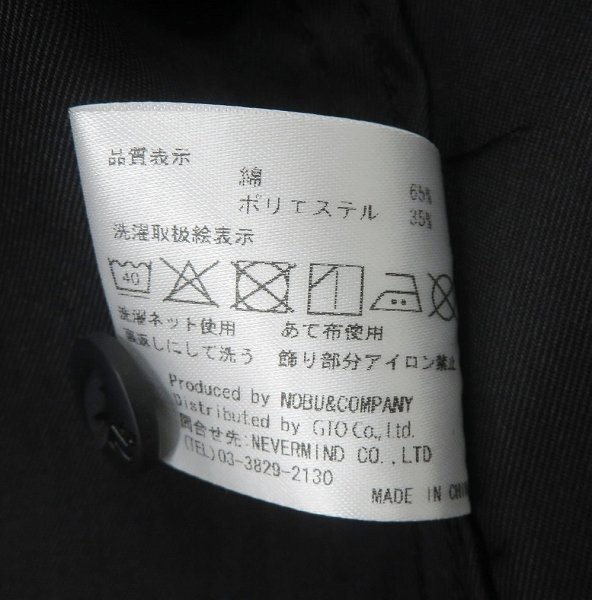 品質表示
綿 65%
ポリエステル 35%
洗濯取扱絵表示
40
洗濯ネット使用 あて布使用
裏返しにして洗う 飾り部分アイロン禁止
Produced by NOBU&COMPANY
Distributed by GIO Co., Ltd.
問合せ先:NEVERMIND CO.,LTD
(TEL)03-3829-2130
MADE IN CHIN